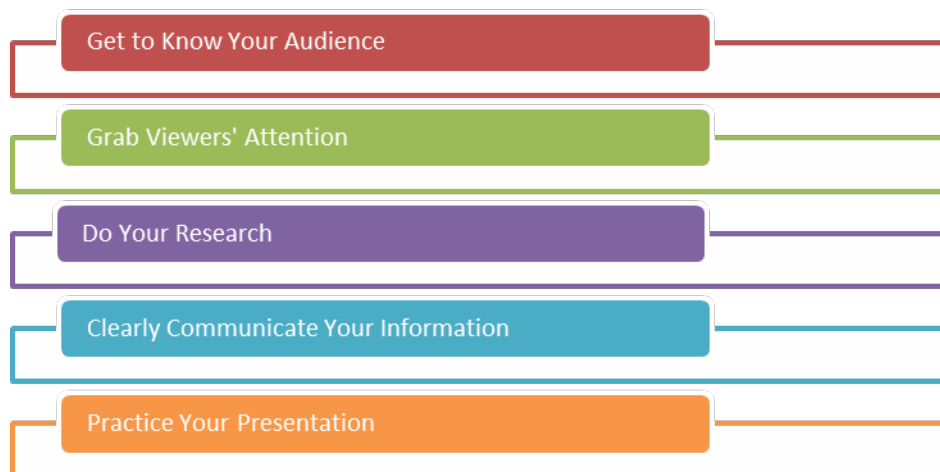 Get to Know Your Audience
Grab Viewers' Attention
Do Your Research
Clearly Communicate Your Information
Practice Your Presentation